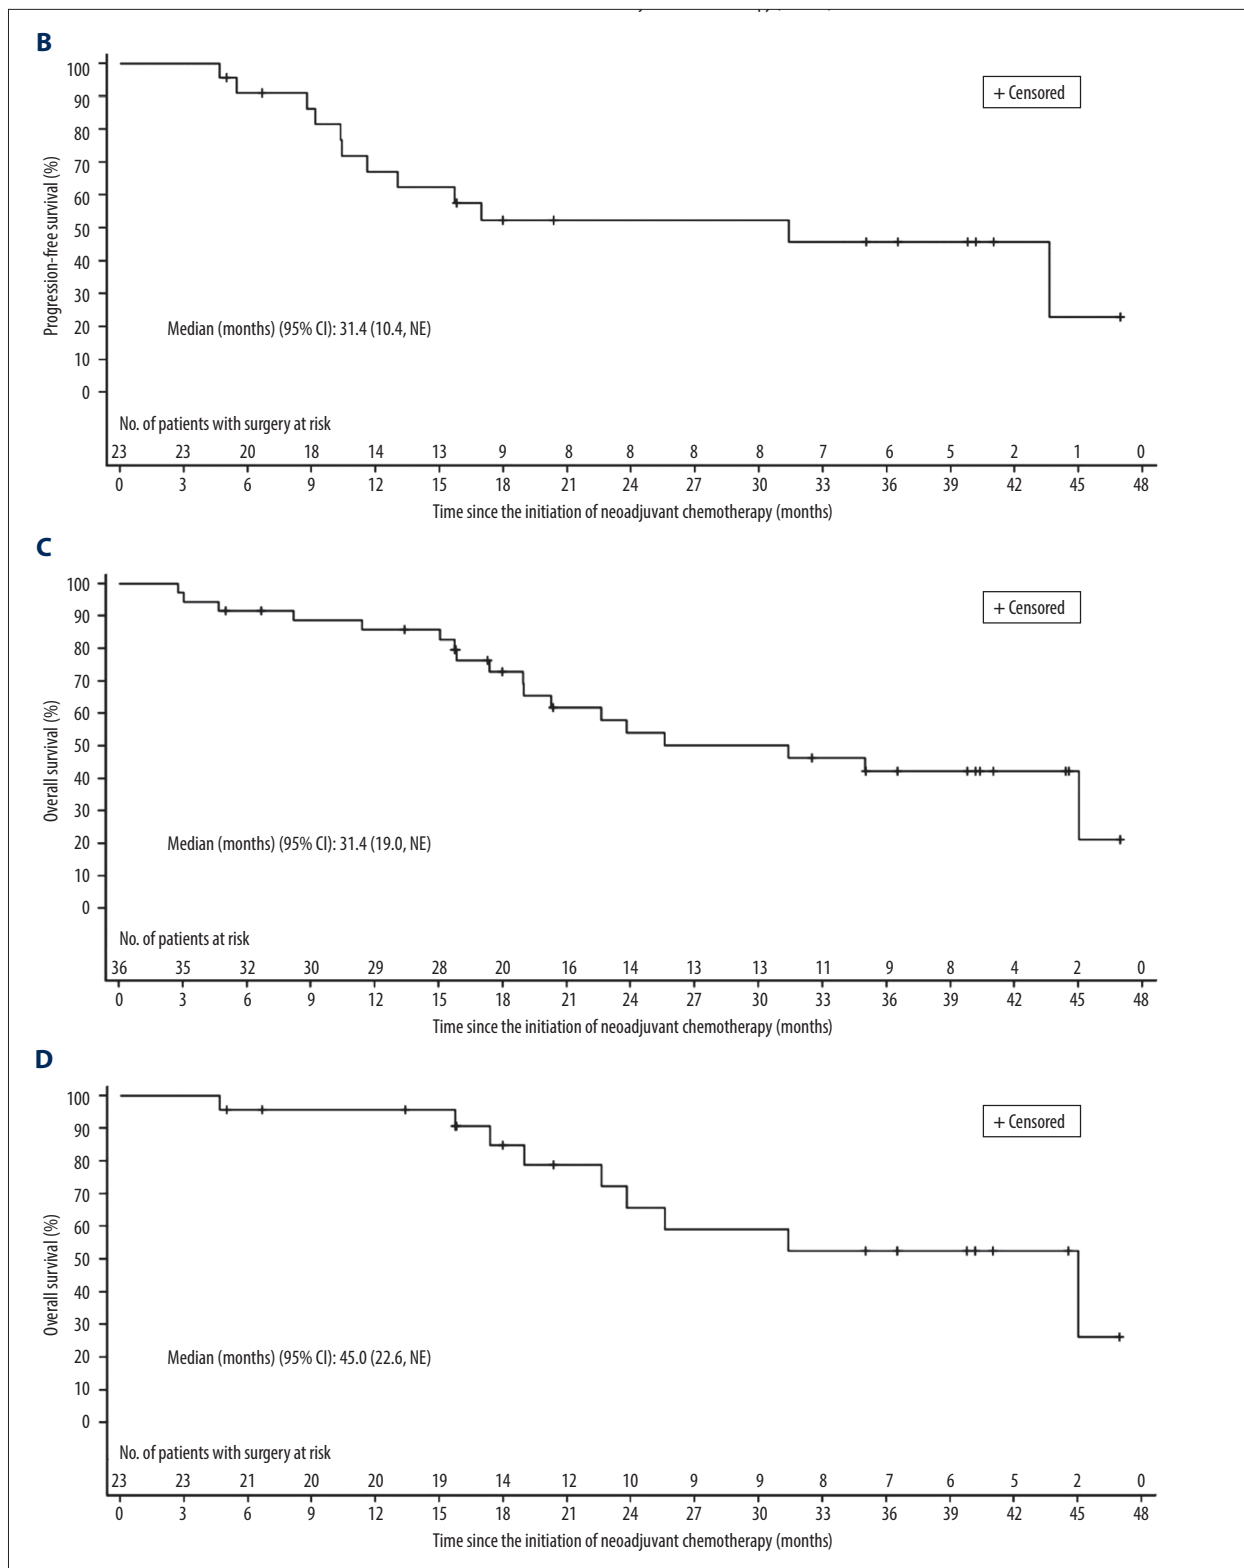 B
100
90
80
70
60
50
40
30
20
10
0
Progression-free survival (%)
+ Censored
Median (months) (95% CI): 31.4 (10.4, NE)
No. of patients with surgery at risk
23 23 20 18 14 13 9 8 8 8 8 7 6 5 2 1 0
0 3 6 9 12 15 18 21 24 27 30 33 36 39 42 45 48
Time since the initiation of neoadjuvant chemotherapy (months)
C
100
90
80
70
60
50
40
30
20
10
0
Overall survival (%)
+ Censored
Median (months) (95% CI): 31.4 (19.0, NE)
No. of patients at risk
36 35 32 30 29 28 20 16 14 13 13 11 9 8 4 2 0
0 3 6 9 12 15 18 21 24 27 30 33 36 39 42 45 48
Time since the initiation of neoadjuvant chemotherapy (months)
D
100
90
80
70
60
50
40
30
20
10
0
Overall survival (%)
+ Censored
Median (months) (95% CI): 45.0 (22.6, NE)
No. of patients with surgery at risk
23 23 21 20 20 19 14 12 10 9 9 8 7 6 5 2 0
0 3 6 9 12 15 18 21 24 27 30 33 36 39 42 45 48
Time since the initiation of neoadjuvant chemotherapy (months)